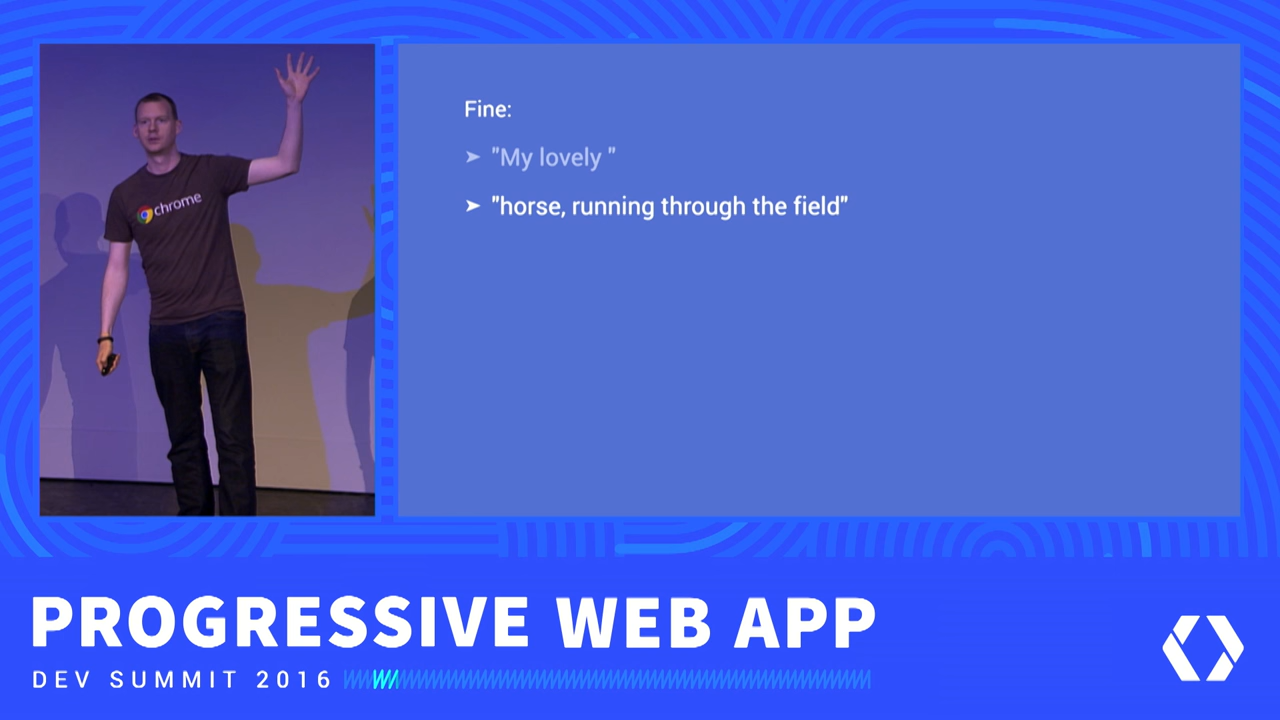 chrome
Fine:
➤ "My lovely "
➤ "horse, running through the field"
PROGRESSIVE WEB APP
DEV SUMMIT 2016